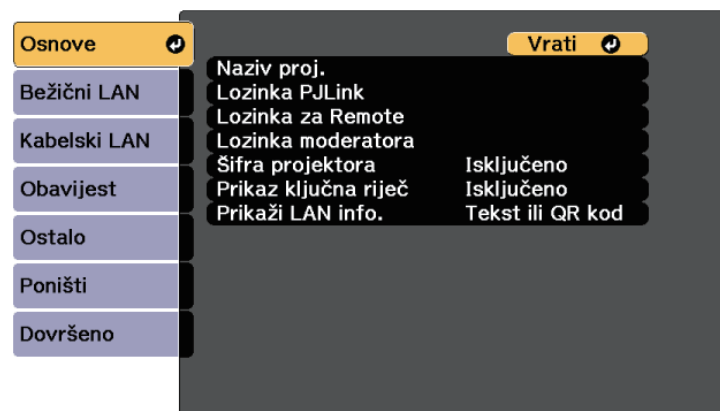 Osnove
Bežični LAN
Kabelski LAN
Obavijest
Ostalo
Poništi
Dovršeno
Vrati
Naziv proj.
Lozinka PJLink
Lozinka za Remote
Lozinka moderatora
Šifra projektora Isključeno
Prikaz ključna riječ Isključeno
Prikaži LAN info. Tekst ili QR kod